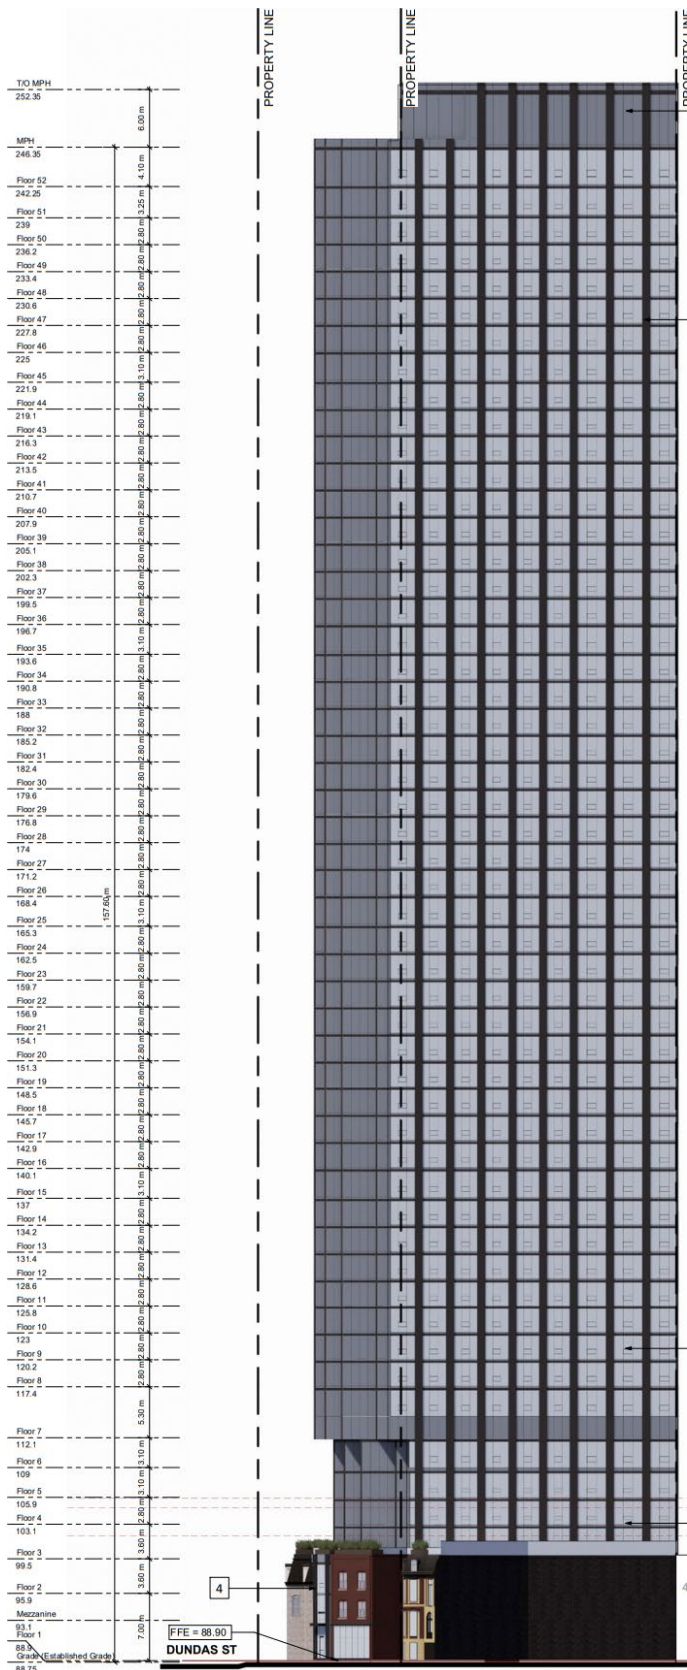 PROPERTY LINE
PROPERTY LINE
PROPERTY LINE
T/O MPH
252.35
6.00 m
MPH
246.35
4.10 m
Floor 52
242.25
3.25 m
Floor 51
239
2.80 m
Floor 50
236.2
2.80 m
Floor 49
233.4
2.80 m
Floor 48
230.6
2.80 m
Floor 47
227.8
2.80 m
Floor 46
225
3.10 m
Floor 45
221.9
2.80 m
Floor 44
219.1
2.80 m
Floor 43
216.3
2.80 m
Floor 42
213.5
2.80 m
Floor 41
210.7
2.80 m
Floor 40
207.9
2.80 m
Floor 39
205.1
2.80 m
Floor 38
202.3
2.80 m
Floor 37
199.5
2.80 m
Floor 36
196.7
3.10 m
Floor 35
193.6
2.80 m
Floor 34
190.8
2.80 m
Floor 33
188
2.80 m
Floor 32
185.2
2.80 m
Floor 31
182.4
2.80 m
Floor 30
179.6
2.80 m
Floor 29
176.8
2.80 m
Floor 28
174
2.80 m
Floor 27
171.2
2.80 m
Floor 26
168.4
157.60 m
3.10 m
Floor 25
165.3
2.80 m
Floor 24
162.5
2.80 m
Floor 23
159.7
2.80 m
Floor 22
156.9
2.80 m
Floor 21
154.1
2.80 m
Floor 20
151.3
2.80 m
Floor 19
148.5
2.80 m
Floor 18
145.7
2.80 m
Floor 17
142.9
2.80 m
Floor 16
140.1
3.10 m
Floor 15
137
2.80 m
Floor 14
134.2
2.80 m
Floor 13
131.4
2.80 m
Floor 12
128.6
2.80 m
Floor 11
125.8
2.80 m
Floor 10
123
2.80 m
Floor 9
120.2
2.80 m
Floor 8
117.4
5.30 m
Floor 7
112.1
3.10 m
Floor 6
109
3.10 m
Floor 5
105.9
2.80 m
Floor 4
103.1
3.60 m
Floor 3
99.5
3.60 m
Floor 2
95.9
4
4
Mezzanine
93.1
7.00 m
Floor 1
88.9
FFE = 88.90
Grade (Established Grade)
88.75
DUNDAS ST